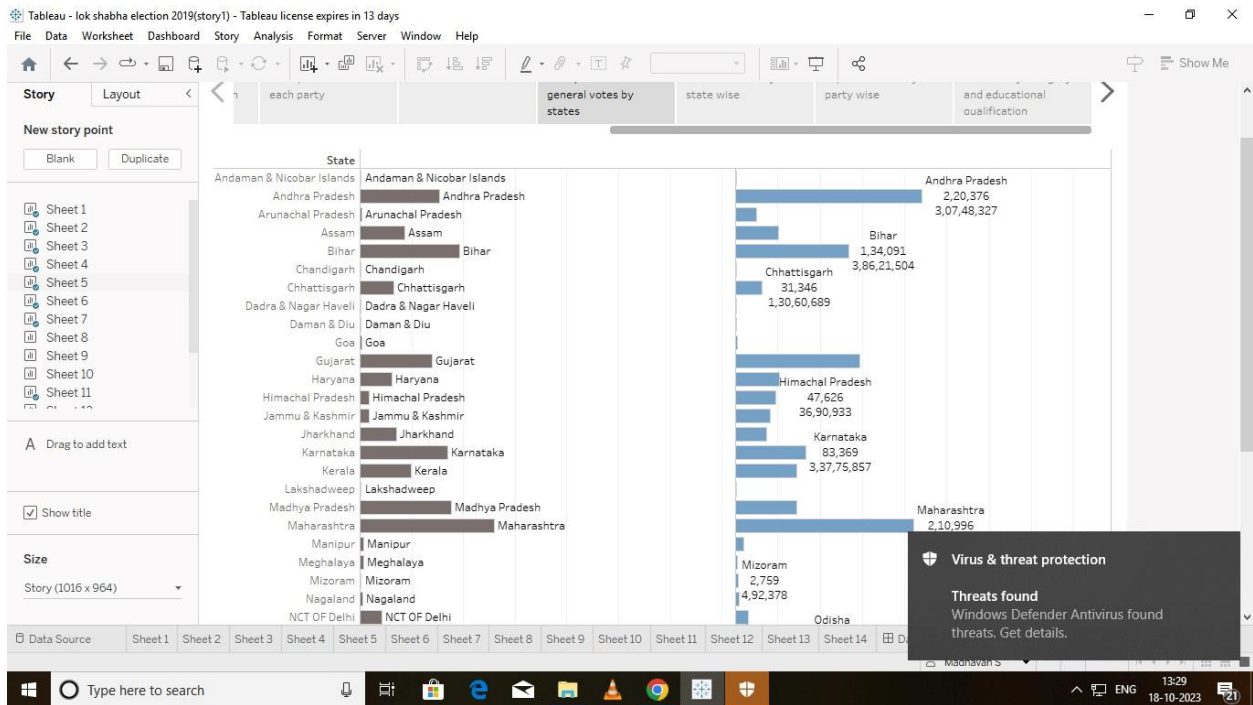 Tableau - lok shabha election 2019(story1) - Tableau license expires in 13 days
File Data Worksheet Dashboard Story Analysis Format Server Window Help
Show Me
Story Layout
New story point
Blank Duplicate
Sheet 1
Sheet 2
Sheet 3
Sheet 4
Sheet 5
Sheet 6
Sheet 7
Sheet 8
Sheet 9
Sheet 10
Sheet 11
A Drag to add text
Show title
Size
Story (1016 x 964)
each party
general votes by
states
state wise
party wise
and educational
qualification
State
Andaman & Nicobar Islands Andaman & Nicobar Islands
Andhra Pradesh Andhra Pradesh
Arunachal Pradesh Arunachal Pradesh
Assam Assam
Bihar Bihar
Chandigarh Chandigarh
Chhattisgarh Chhattisgarh
Dadra & Nagar Haveli Dadra & Nagar Haveli
Daman & Diu Daman & Diu
Goa Goa
Gujarat Gujarat
Haryana Haryana
Himachal Pradesh Himachal Pradesh
Jammu & Kashmir Jammu & Kashmir
Jharkhand Jharkhand
Karnataka Karnataka
Kerala Kerala
Lakshadweep Lakshadweep
Madhya Pradesh Madhya Pradesh
Maharashtra Maharashtra
Manipur Manipur
Meghalaya Meghalaya
Mizoram Mizoram
Nagaland Nagaland
NCT OF Delhi NCT OF Delhi
Andhra Pradesh
2,20,376
3,07,48,327
Bihar
1,34,091
3,86,21,504
Chhattisgarh
31,346
1,30,60,689
Himachal Pradesh
47,626
36,90,933
Karnataka
83,369
3,37,75,857
Maharashtra
2,10,996
Mizoram
2,759
4,92,378
Odisha
Virus & threat protection
Threats found
Windows Defender Antivirus found
threats. Get details.
Data Source Sheet 1 Sheet 2 Sheet 3 Sheet 4 Sheet 5 Sheet 6 Sheet 7 Sheet 8 Sheet 9 Sheet 10 Sheet 11 Sheet 12 Sheet 13 Sheet 14
Madhavan S
Type here to search
ENG
13:29
18-10-2023
21